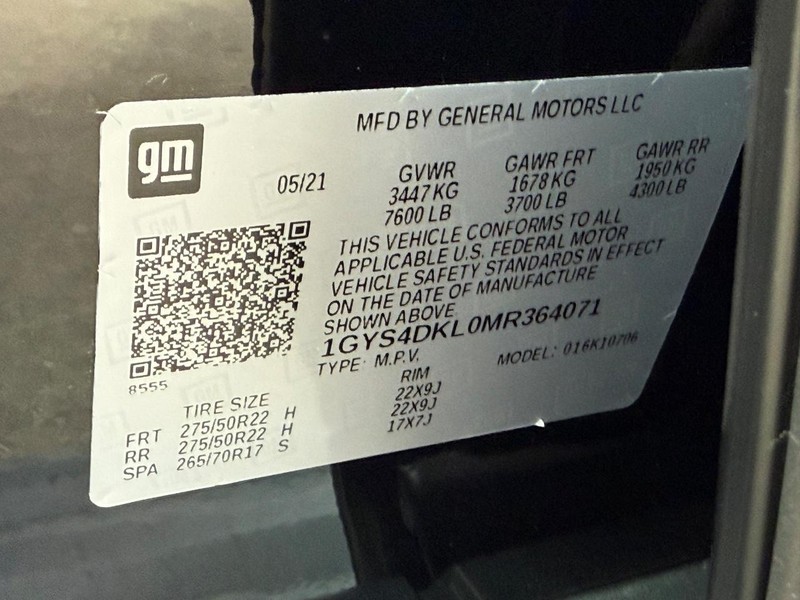 gm
MFD BY GENERAL MOTORS LLC
05/21
GVWR GAWR FRT GAWR RR
3447 KG 1678 KG 1950 KG
7600 LB 3700 LB 4300 LB
THIS VEHICLE CONFORMS TO ALL
APPLICABLE U.S. FEDERAL MOTOR
VEHICLE SAFETY STANDARDS IN EFFECT
ON THE DATE OF MANUFACTURE
SHOWN ABOVE
1GYS4DKL0MR364071
TYPE: M.P.V. MODEL: 016K10706
8555
TIRE SIZE RIM
FRT 275/50R22 H 22X9J
RR 275/50R22 H 22X9J
SPA 265/70R17 S 17X7J